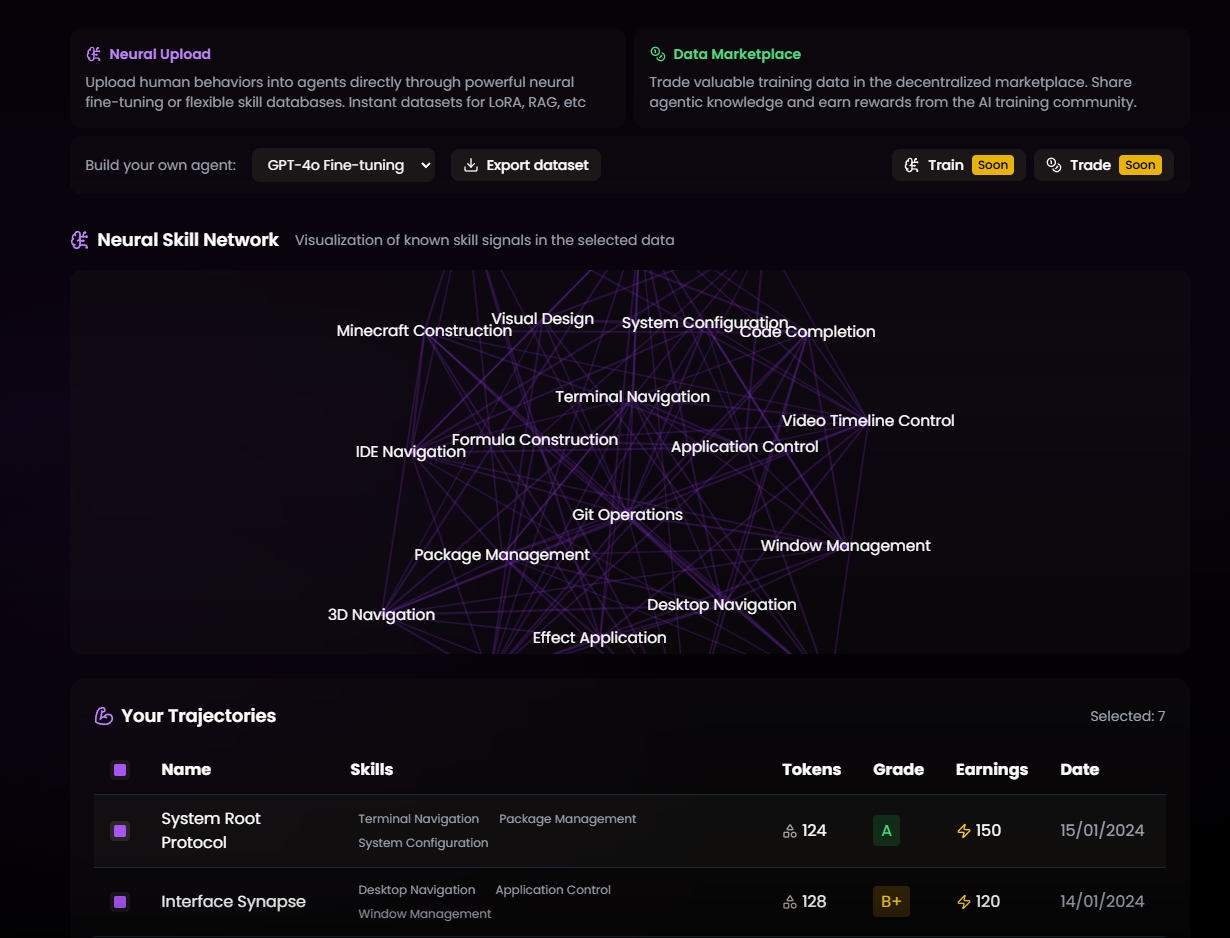 Neural Upload
Upload human behaviors into agents directly through powerful neural
fine-tuning or flexible skill databases. Instant datasets for LoRA, RAG, etc
Data Marketplace
Trade valuable training data in the decentralized marketplace. Share
agentic knowledge and earn rewards from the AI training community.
Build your own agent:
GPT-4o Fine-tuning
Export dataset
Train Soon
Trade Soon
Neural Skill Network
Visualization of known skill signals in the selected data
Visual Design
System Configuration
Minecraft Construction
Code Completion
Terminal Navigation
Video Timeline Control
Formula Construction
Application Control
IDE Navigation
Git Operations
Window Management
Package Management
Desktop Navigation
3D Navigation
Effect Application
Your Trajectories
Selected: 7
Name Skills Tokens Grade Earnings Date
System Root
Protocol
Terminal Navigation Package Management
System Configuration
124 A 150 15/01/2024
Interface Synapse
Desktop Navigation Application Control
Window Management
128 B+ 120 14/01/2024